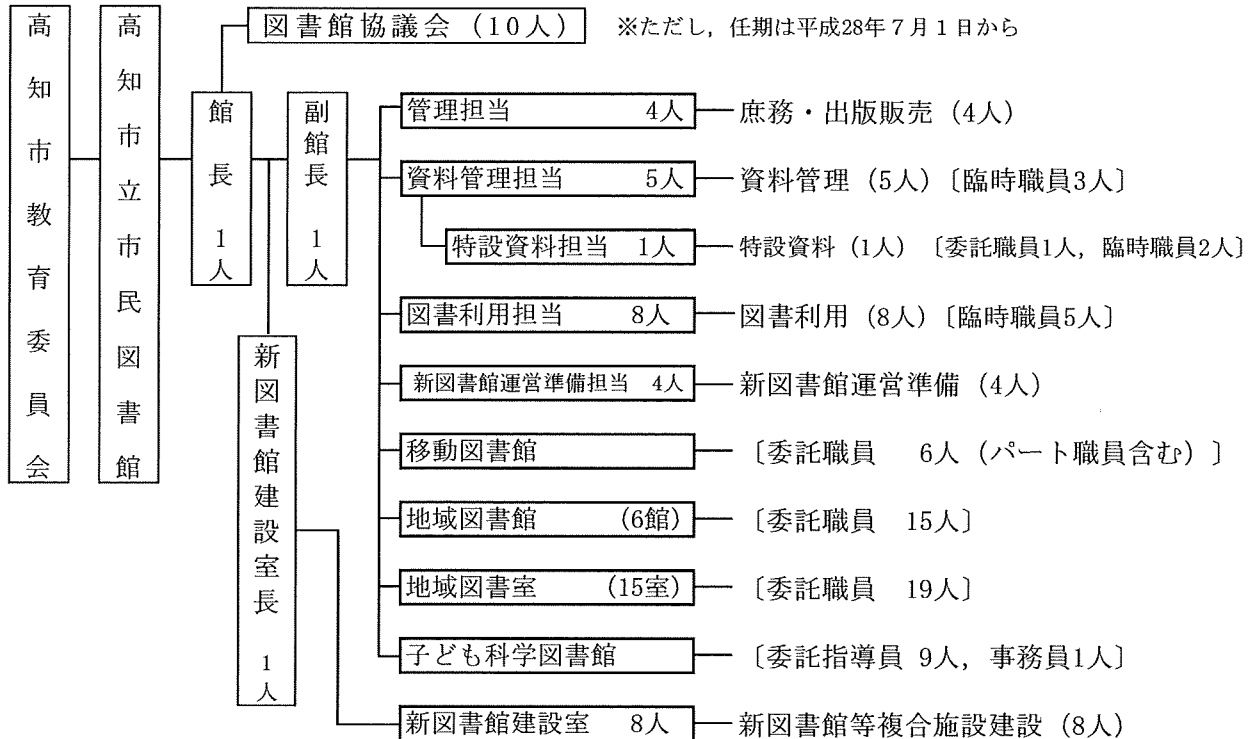 高知市教育委員会
高知市立市民図書館
図書館協議会 (10人) ※ただし，任期は平成28年7月1日から
館長 1人
副館長 1人
新図書館建設室長 1人
管理担当 4人 庶務・出版販売 (4人)
資料管理担当 5人 資料管理 (5人) 〔臨時職員3人〕
特設資料担当 1人 特設資料 (1人) 〔委託職員1人，臨時職員2人〕
図書利用担当 8人 図書利用 (8人) 〔臨時職員5人〕
新図書館運営準備担当 4人 新図書館運営準備 (4人)
移動図書館 〔委託職員 6人 (パート職員含む) 〕
地域図書館 (6館) 〔委託職員 15人〕
地域図書室 (15室) 〔委託職員 19人〕
子ども科学図書館 〔委託指導員 9人，事務員1人〕
新図書館建設室 8人 新図書館等複合施設建設 (8人)